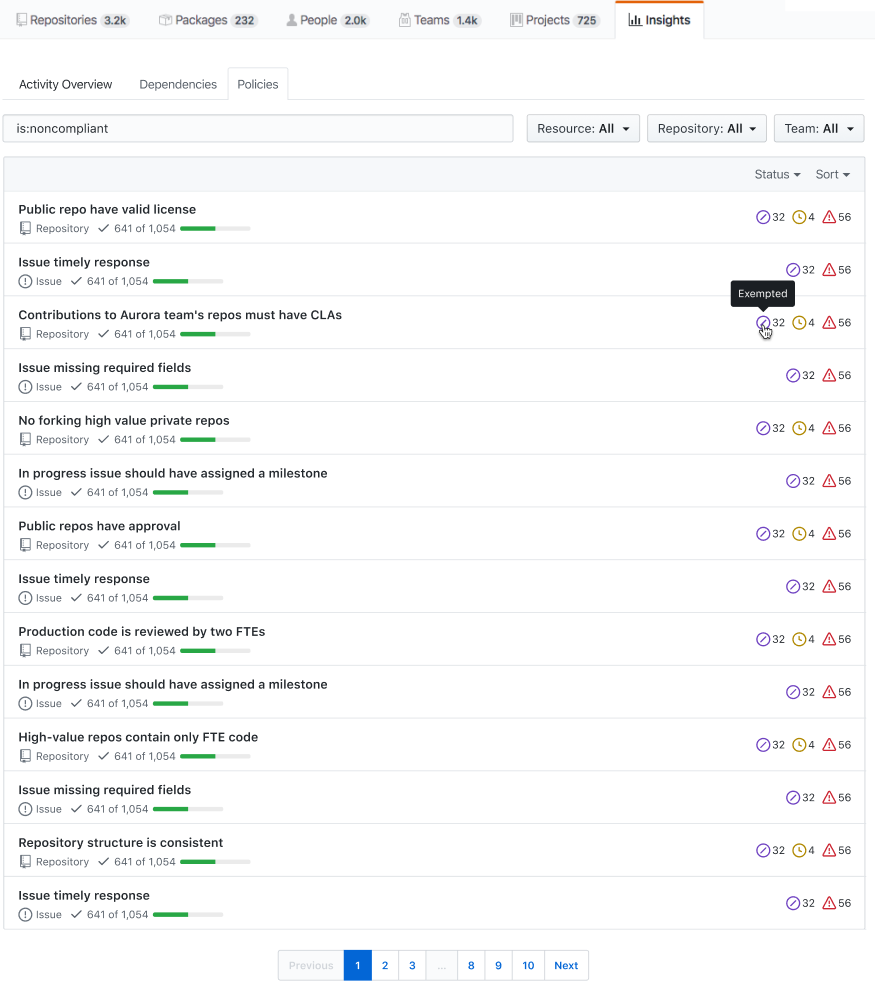 Repositories 3.2k Packages 232 People 2.0k Teams 1.4k Projects 725 Insights
Activity Overview Dependencies Policies
is:noncompliant Resource: All Repository: All Team: All
Status Sort
Public repo have valid license
Repository 641 of 1,054 32 4 56
Issue timely response
Issue 641 of 1,054 32 56
Exempted
Contributions to Aurora team's repos must have CLAs
Repository 641 of 1,054 32 4 56
Issue missing required fields
Issue 641 of 1,054 32 56
No forking high value private repos
Repository 641 of 1,054 32 4 56
In progress issue should have assigned a milestone
Issue 641 of 1,054 32 56
Public repos have approval
Repository 641 of 1,054 32 4 56
Issue timely response
Issue 641 of 1,054 32 56
Production code is reviewed by two FTEs
Repository 641 of 1,054 32 4 56
In progress issue should have assigned a milestone
Issue 641 of 1,054 32 56
High-value repos contain only FTE code
Repository 641 of 1,054 32 4 56
Issue missing required fields
Issue 641 of 1,054 32 56
Repository structure is consistent
Repository 641 of 1,054 32 4 56
Issue timely response
Issue 641 of 1,054 32 56
Previous 1 2 3 ... 8 9 10 Next